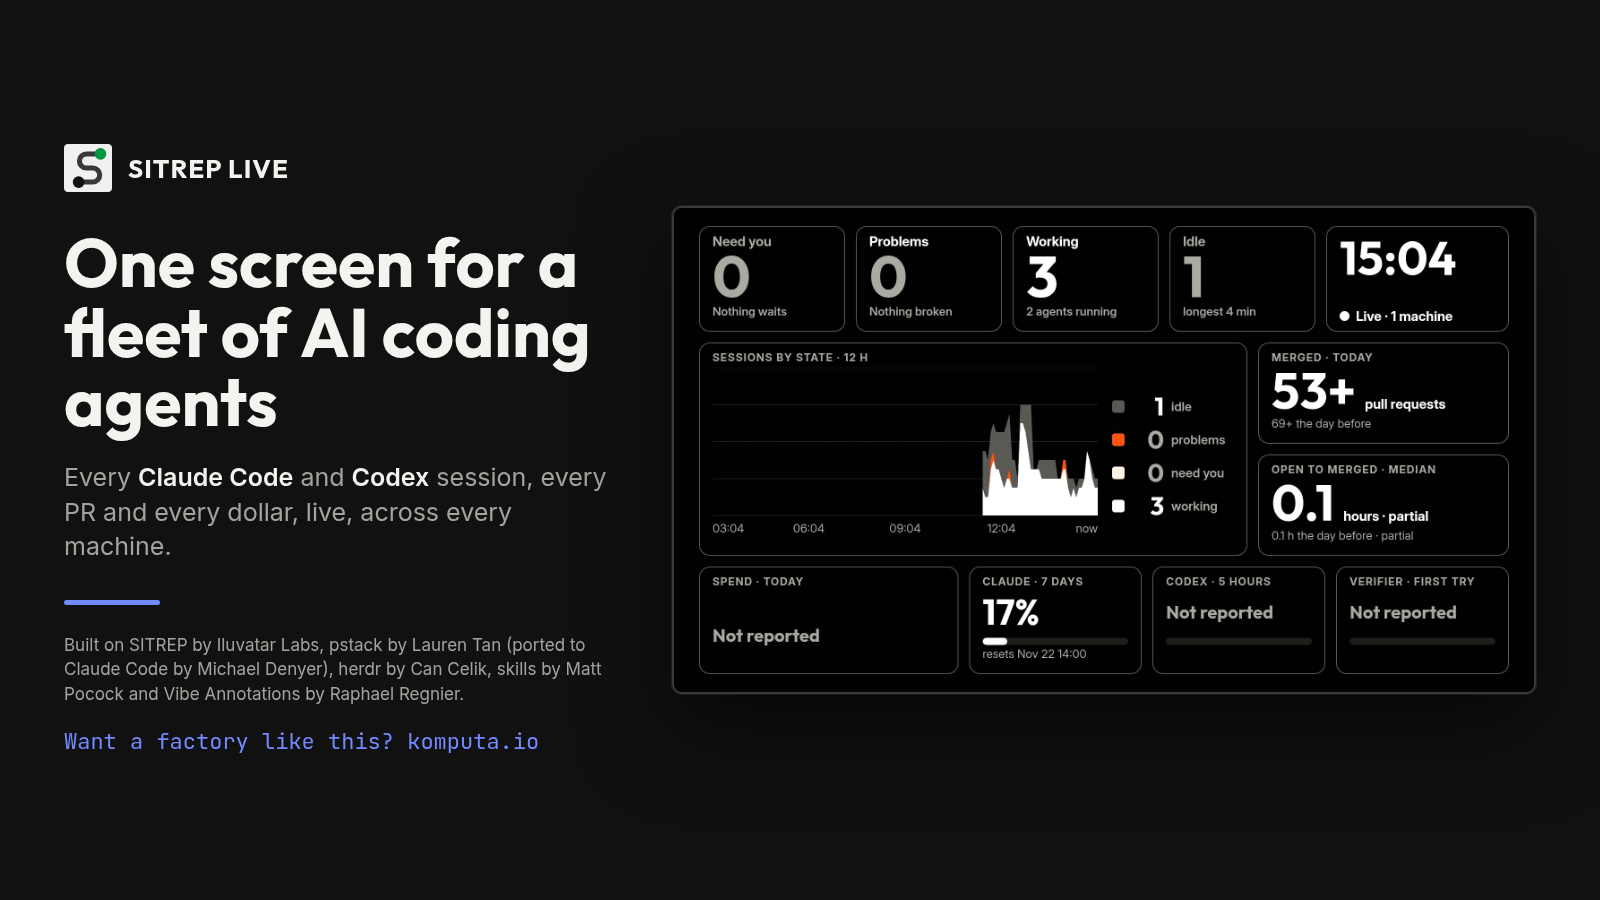 SITREP LIVE
One screen for a
fleet of AI coding
agents
Every Claude Code and Codex session, every
PR and every dollar, live, across every
machine.
Built on SITREP by Iluvatar Labs, pstack by Lauren Tan (ported to
Claude Code by Michael Denyer), herdr by Can Celik, skills by Matt
Pocock and Vibe Annotations by Raphael Regnier.
Want a factory like this? komputa.io
Need you
0
Nothing waits
Problems
0
Nothing broken
Working
3
2 agents running
Idle
1
longest 4 min
15:04
Live · 1 machine
SESSIONS BY STATE · 12 H
1 idle
0 problems
0 need you
3 working
03:04 06:04 09:04 12:04 now
MERGED · TODAY
53+ pull requests
69+ the day before
OPEN TO MERGED · MEDIAN
0.1 hours · partial
0.1 h the day before · partial
SPEND · TODAY
Not reported
CLAUDE · 7 DAYS
17%
resets Nov 22 14:00
CODEX · 5 HOURS
Not reported
VERIFIER · FIRST TRY
Not reported